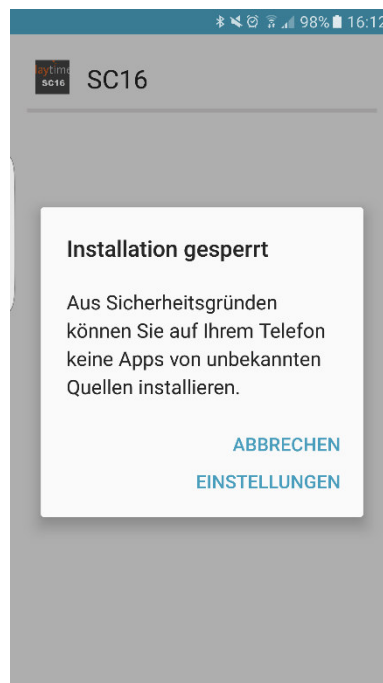 98% 16:12
aytime
SC16
SC16
Installation gesperrt
Aus Sicherheitsgründen
können Sie auf Ihrem Telefon
keine Apps von unbekannten
Quellen installieren.
ABBRECHEN
EINSTELLUNGEN